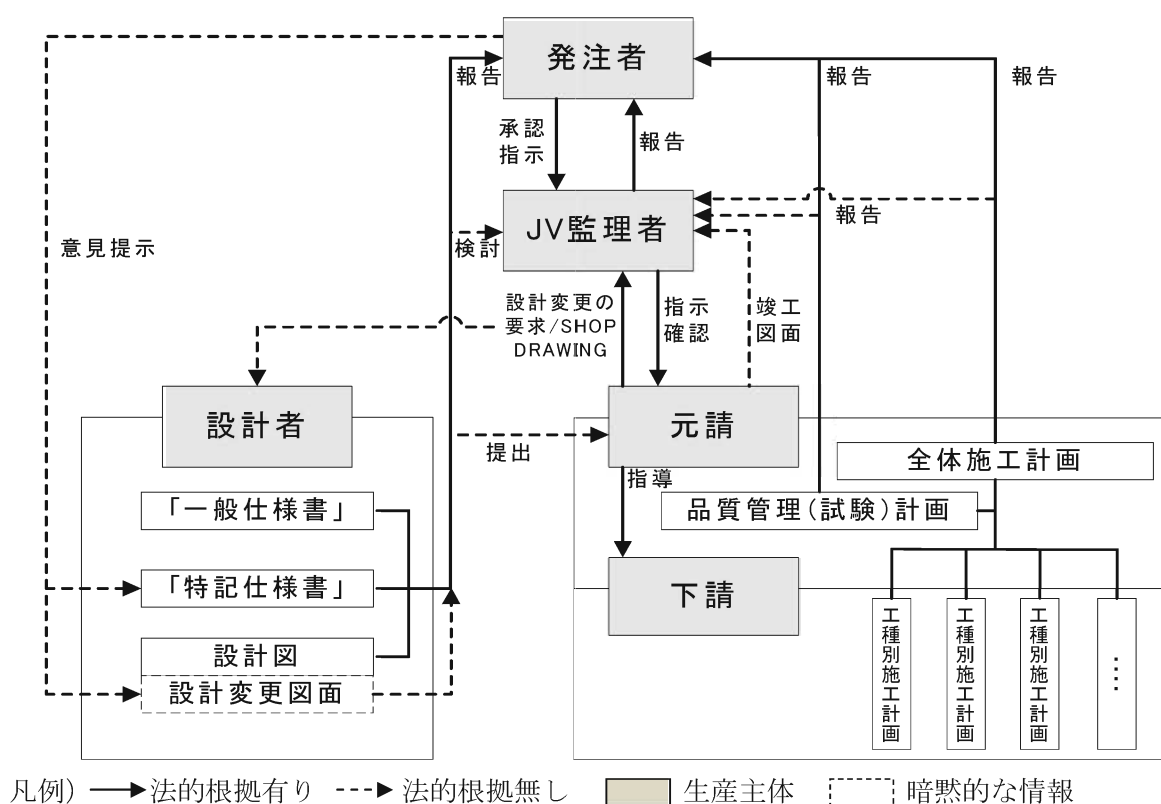 発注者
報告
報告
報告
承認
指示
報告
JV監理者
報告
検討
意見提示
設計変更の
要求/SHOP
DRAWING
指示
確認
竣工
図面
設計者
元請
提出
指導
全体施工計画
品質管理(試験)計画
「一般仕様書」
「特記仕様書」
設計図
設計変更図面
下請
工種別施工計画
工種別施工計画
工種別施工計画
....
凡例) 法的根拠有り 法的根拠無し 生産主体 暗黙的な情報